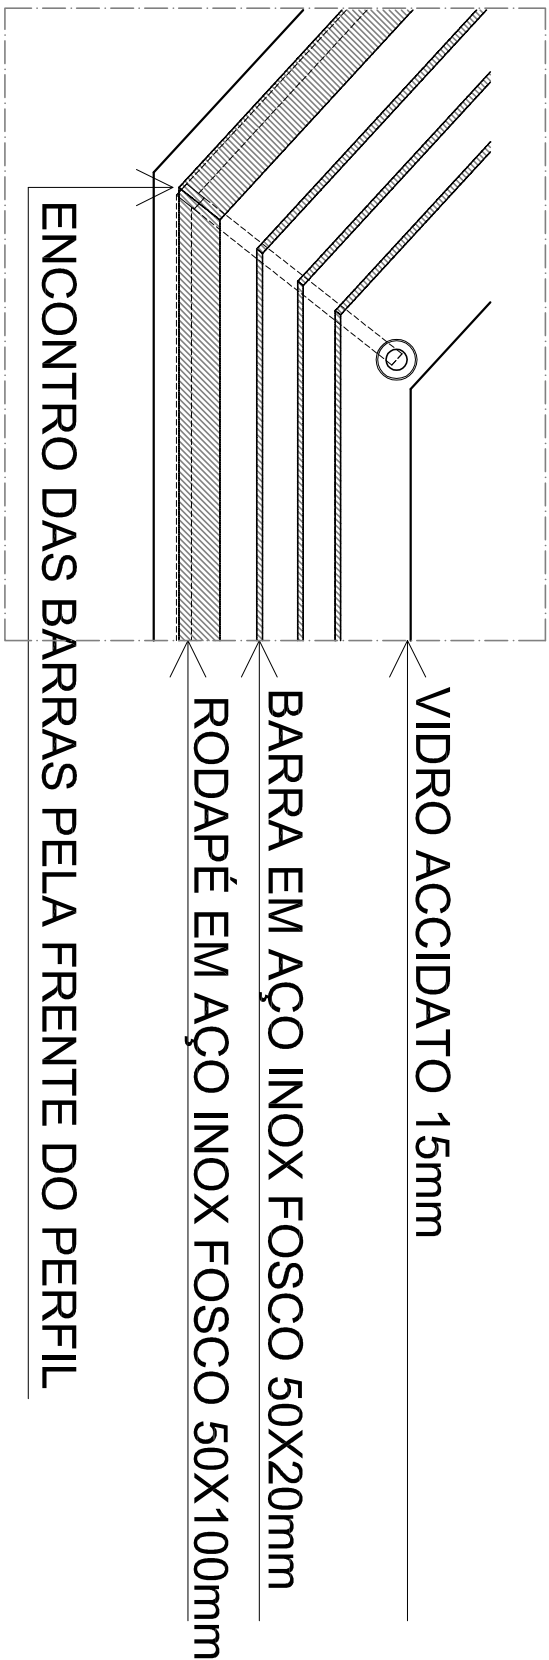 VIDRO ACCIDATO 15mm
BARRA EM AÇO INOX FOSCO 50X20mm
RODAPÉ EM AÇO INOX FOSCO 50X100mm
ENCONTRO DAS BARRAS PELA FRENTE DO PERFIL